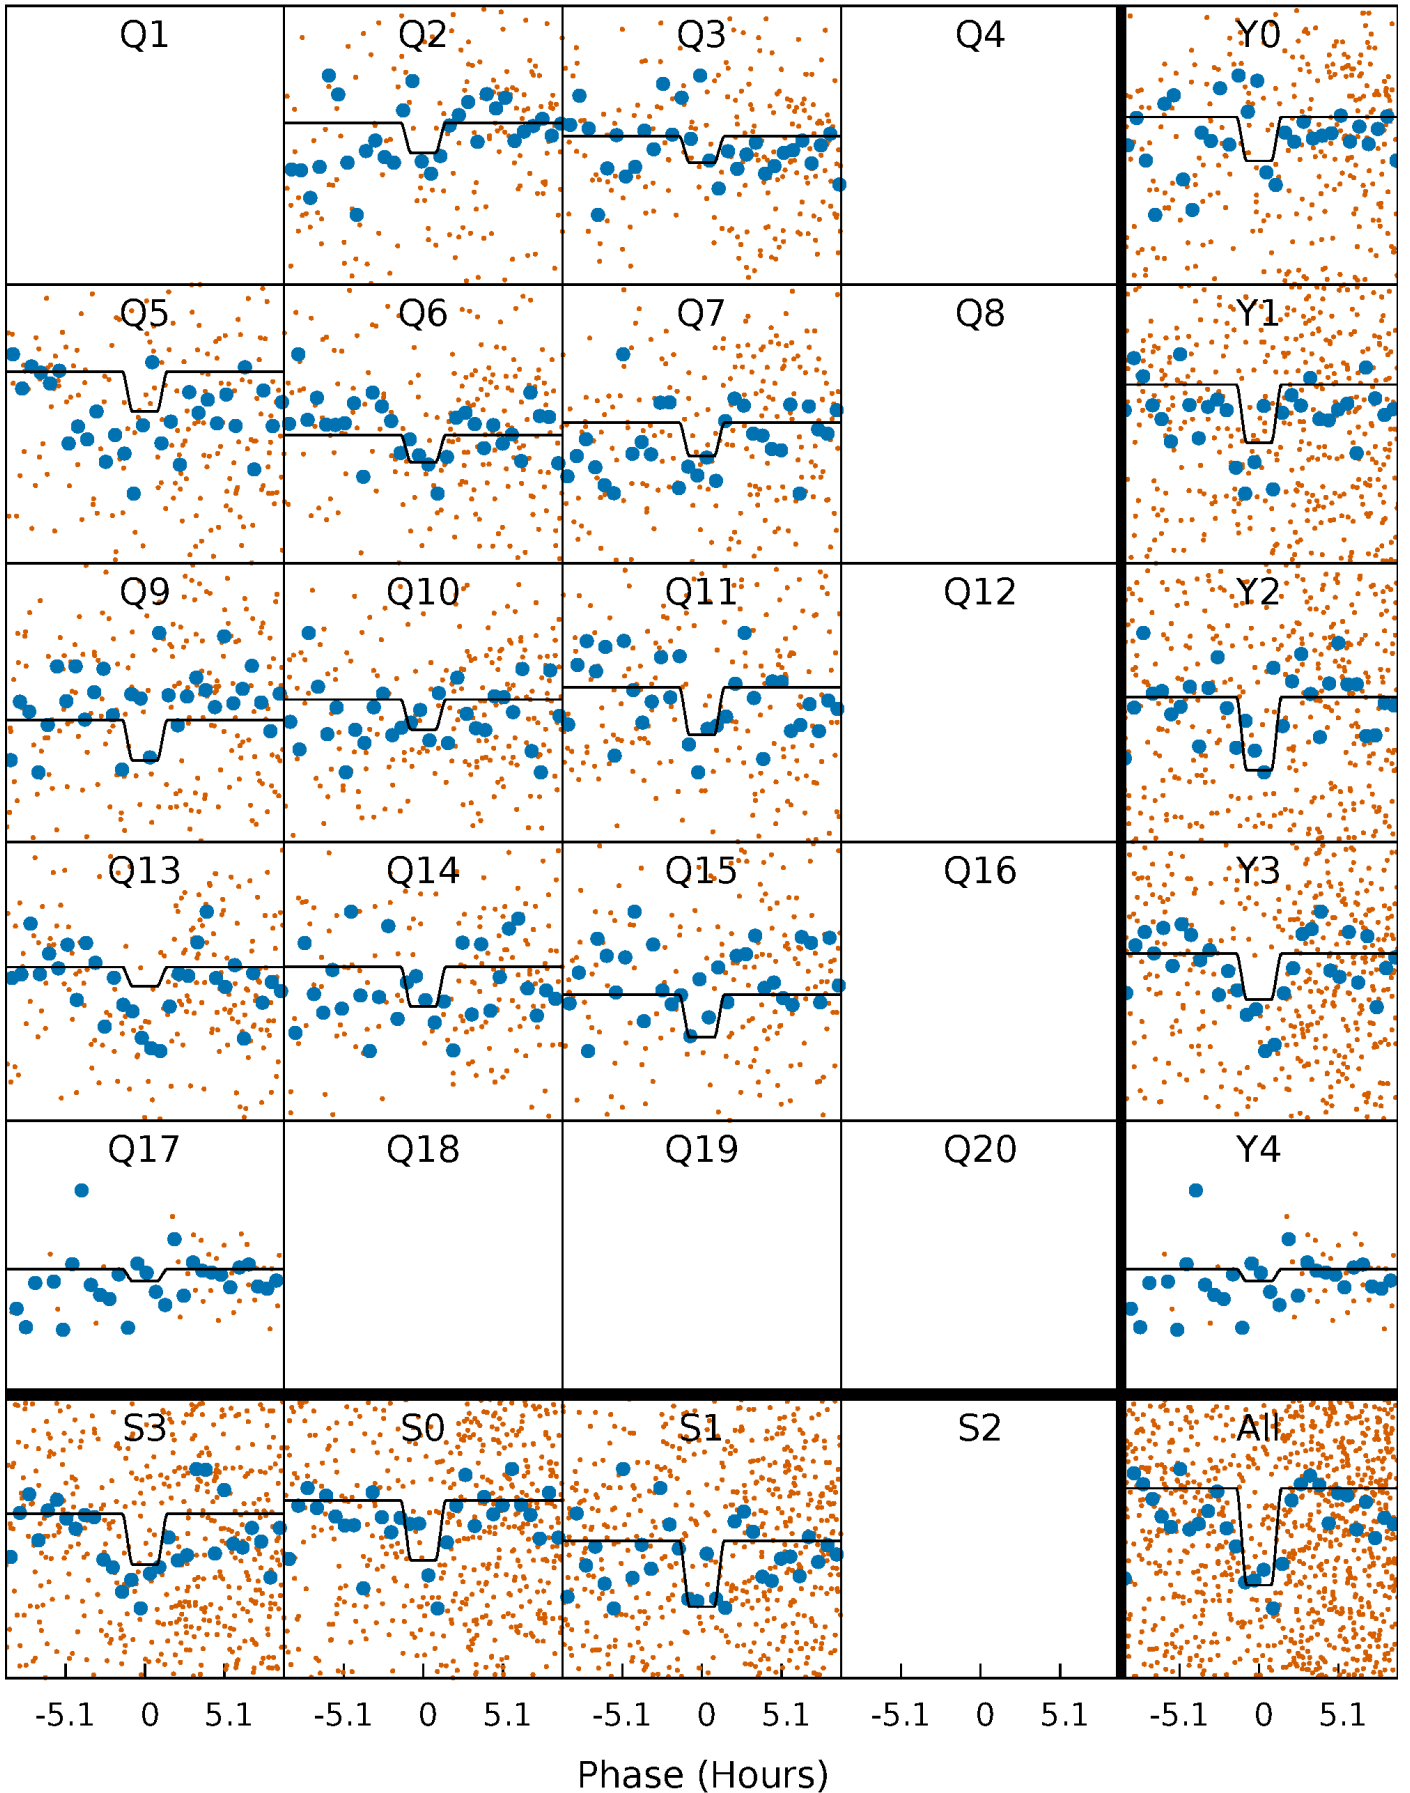 Q1 Q2 Q3 Q4 Y0
Q5 Q6 Q7 Q8 Y1
Q9 Q10 Q11 Q12 Y2
Q13 Q14 Q15 Q16 Y3
Q17 Q18 Q19 Q20 Y4
S3 S0 S1 S2 All
-5.1 0 5.1 -5.1 0 5.1 -5.1 0 5.1 -5.1 0 5.1 -5.1 0 5.1
Phase (Hours)